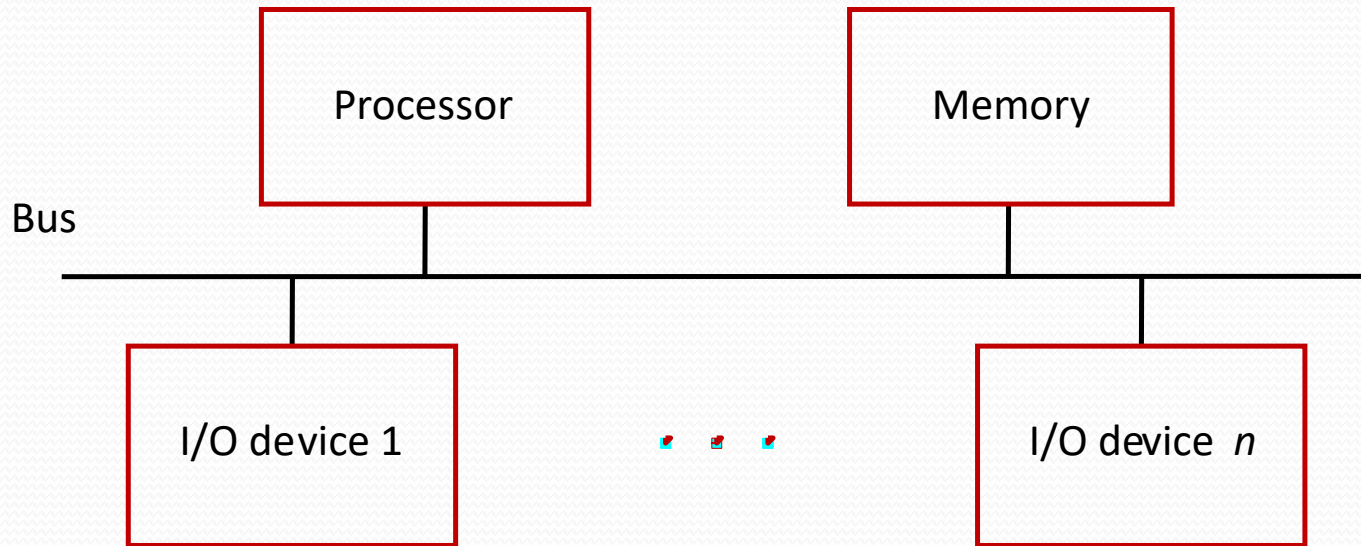 Processor
Memory
Bus
I/O device 1
I/O device n